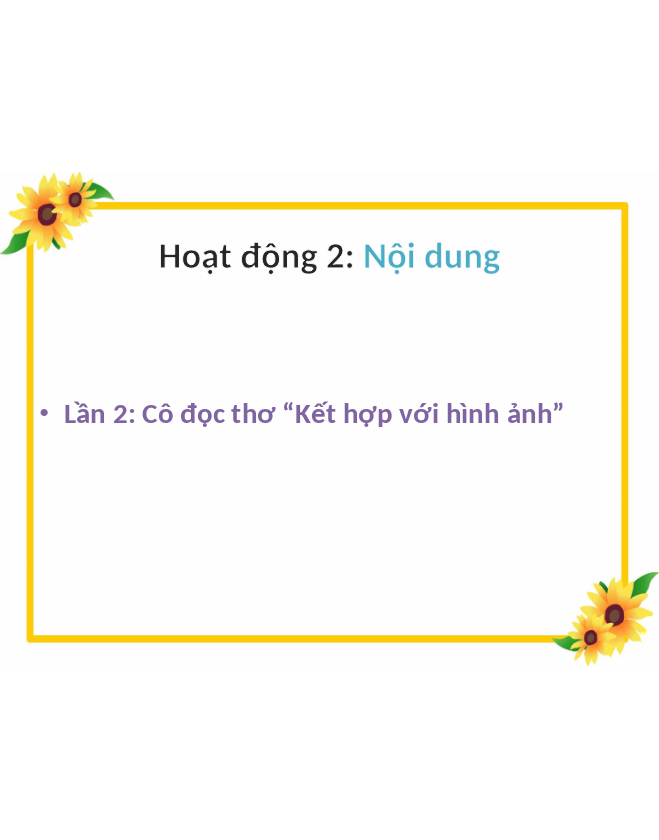 Hoạt động 2: Nội dung
• Lần 2: Cô đọc thơ “Kết hợp với hình ảnh”